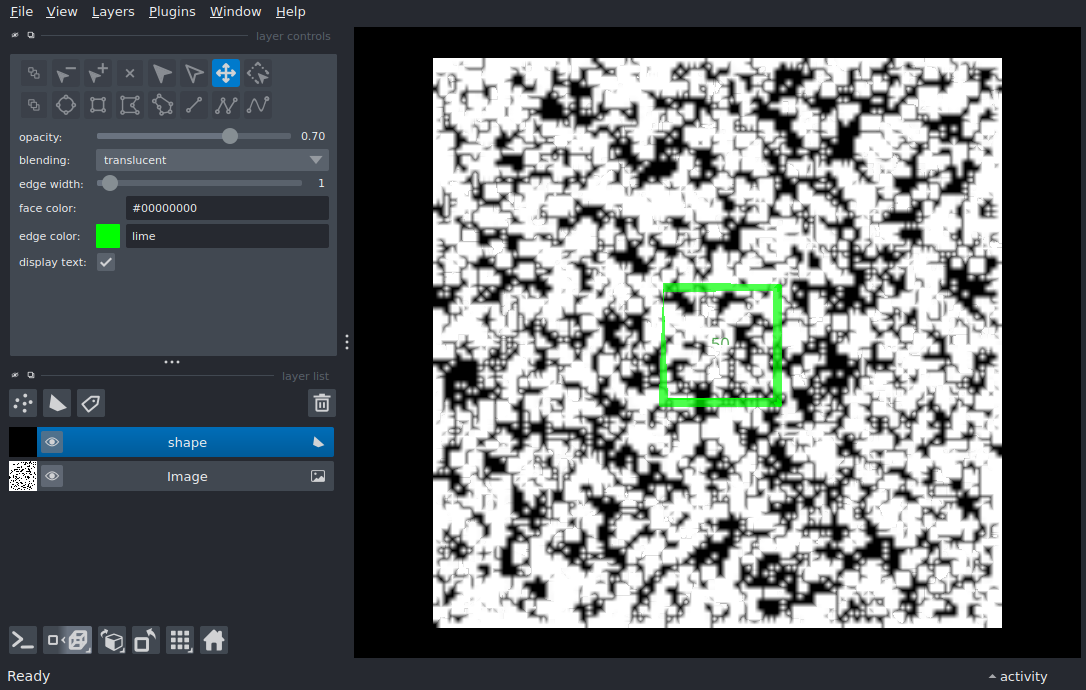 File View Layers Plugins Window Help
layer controls
opacity: 0.70
blending: translucent
edge width: 1
face color: #00000000
edge color: lime
display text:
layer list
shape
Image
50
Ready
activity